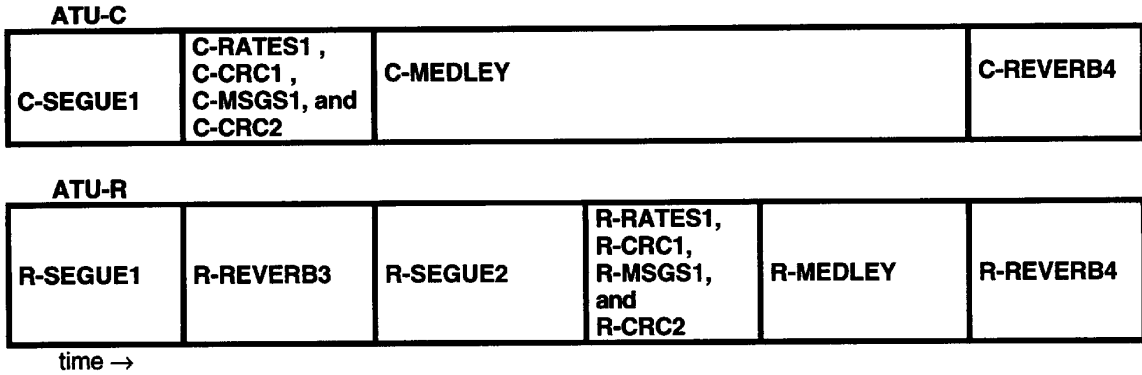 ATU-C
C-SEGUE1
C-RATES1 ,
C-CRC1 ,
C-MSGS1, and
C-CRC2
C-MEDLEY
C-REVERB4
ATU-R
R-SEGUE1
R-REVERB3
R-SEGUE2
R-RATES1,
R-CRC1,
R-MSGS1,
and
R-CRC2
R-MEDLEY
R-REVERB4
time →